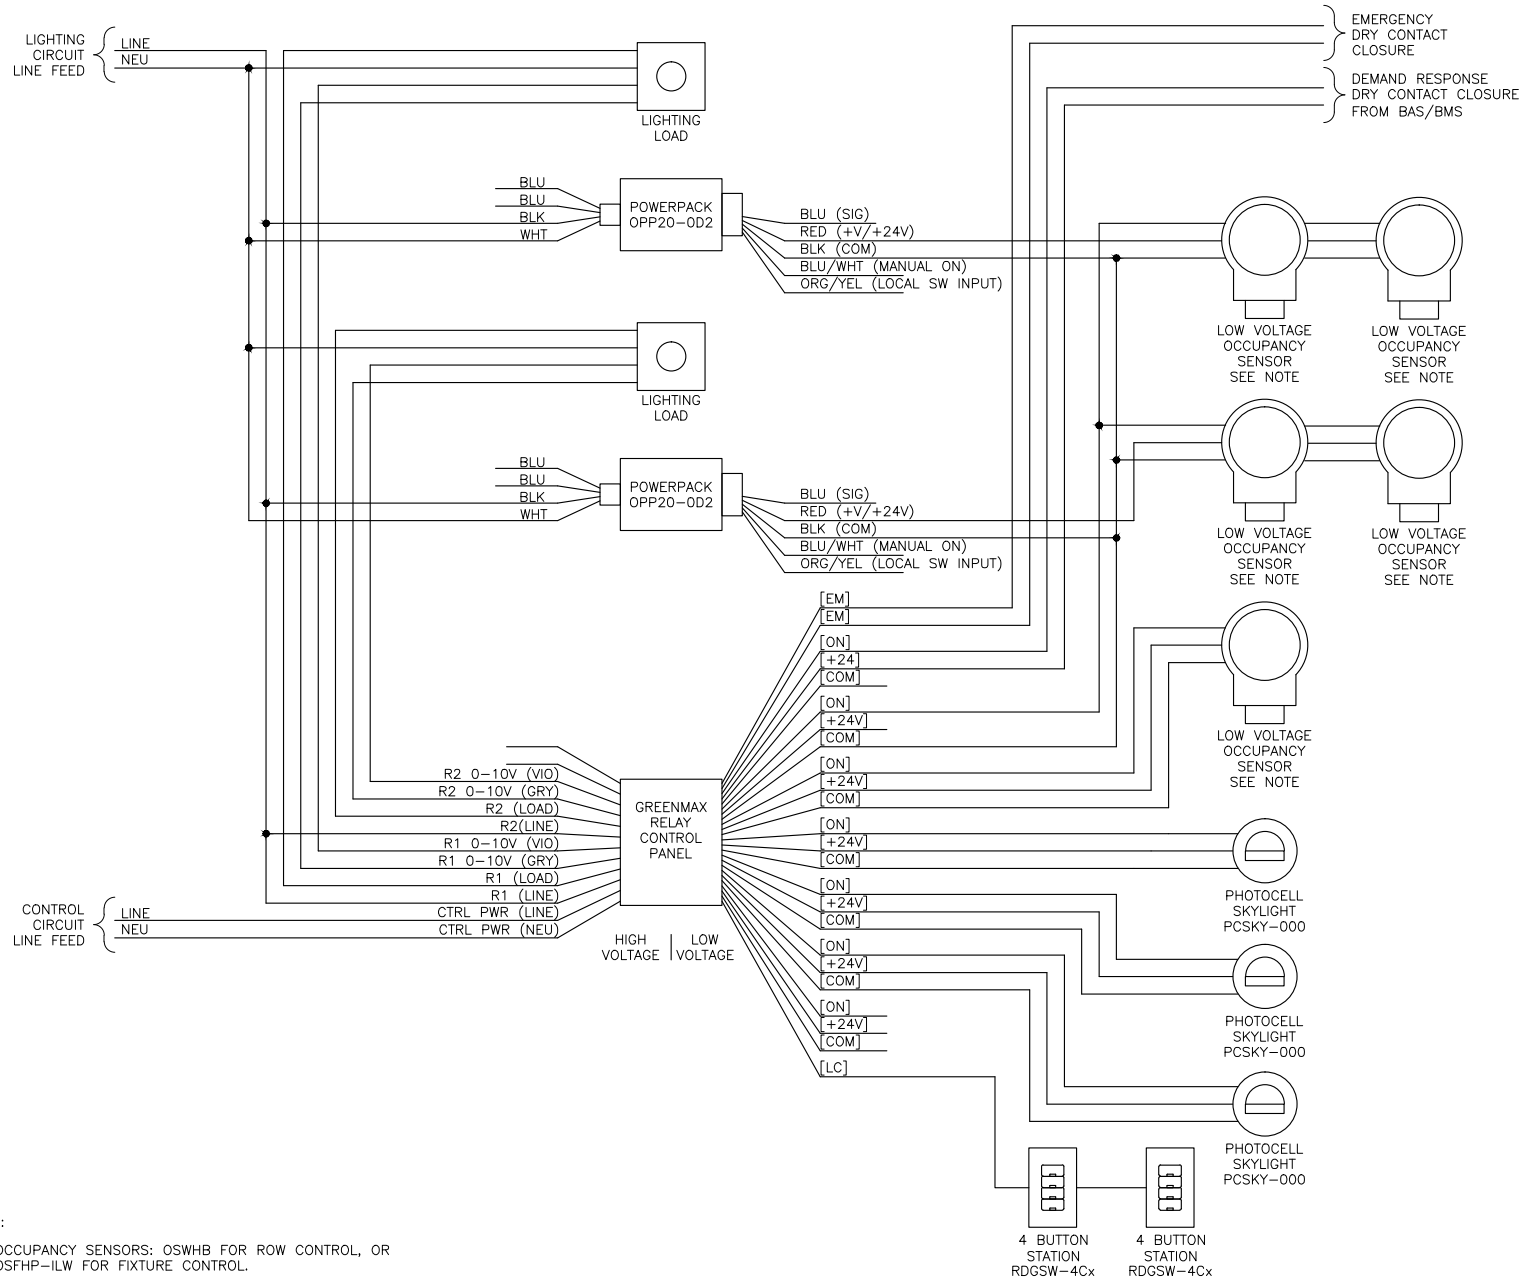 LIGHTING
CIRCUIT
LINE FEED
LINE
NEU
LIGHTING
LOAD
EMERGENCY
DRY CONTACT
CLOSURE
DEMAND RESPONSE
DRY CONTACT CLOSURE
FROM BAS/BMS
BLU
BLU
BLK
WHT
POWERPACK
OPP20-0D2
BLU (SIG)
RED (+V/+24V)
BLK (COM)
BLU/WHT (MANUAL ON)
ORG/YEL (LOCAL SW INPUT)
LOW VOLTAGE
OCCUPANCY
SENSOR
SEE NOTE
LOW VOLTAGE
OCCUPANCY
SENSOR
SEE NOTE
LIGHTING
LOAD
BLU
BLU
BLK
WHT
POWERPACK
OPP20-0D2
BLU (SIG)
RED (+V/+24V)
BLK (COM)
BLU/WHT (MANUAL ON)
ORG/YEL (LOCAL SW INPUT)
LOW VOLTAGE
OCCUPANCY
SENSOR
SEE NOTE
LOW VOLTAGE
OCCUPANCY
SENSOR
SEE NOTE
[EM]
[EM]
[ON]
[+24]
[COM]
[ON]
[+24V]
[COM]
[ON]
[+24V]
[COM]
[ON]
[+24V]
[COM]
[ON]
[+24V]
[COM]
[ON]
[+24V]
[COM]
[ON]
[+24V]
[COM]
[LC]
LOW VOLTAGE
OCCUPANCY
SENSOR
SEE NOTE
R2 0-10V (VIO)
R2 0-10V (GRY)
R2 (LOAD)
R2(LINE)
R1 0-10V (VIO)
R1 0-10V (GRY)
R1 (LOAD)
R1 (LINE)
CTRL PWR (LINE)
CTRL PWR (NEU)
GREENMAX
RELAY
CONTROL
PANEL
HIGH
VOLTAGE
LOW
VOLTAGE
CONTROL
CIRCUIT
LINE FEED
LINE
NEU
PHOTOCELL
SKYLIGHT
PCSKY-000
PHOTOCELL
SKYLIGHT
PCSKY-000
PHOTOCELL
SKYLIGHT
PCSKY-000
4 BUTTON
STATION
RDGSW-4Cx
4 BUTTON
STATION
RDGSW-4Cx
:
OCCUPANCY SENSORS: OSWHB FOR ROW CONTROL, OR
OSFHP-ILW FOR FIXTURE CONTROL.